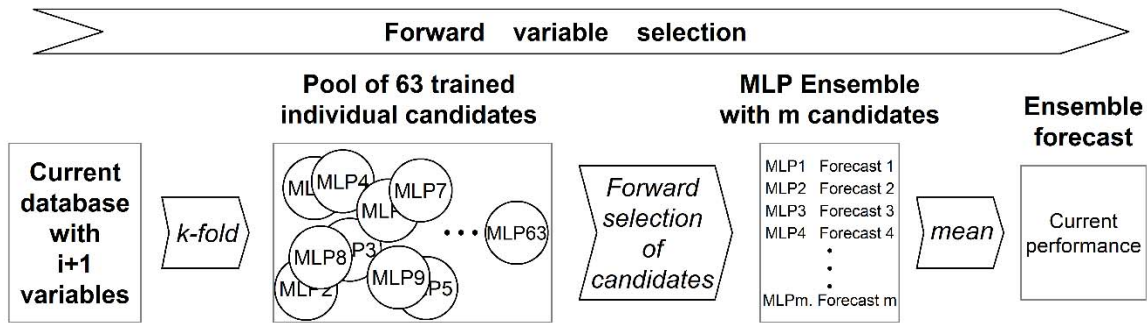 Forward variable selection
Pool of 63 trained
individual candidates
MLP Ensemble
with m candidates
Ensemble
forecast
Current
database
with
i+1
variables
k-fold
MLP4
MLP7
MLP8
MLP9
MLP2
• • • MLP63
Forward
selection
of
candidates
MLP1 Forecast 1
MLP2 Forecast 2
MLP3 Forecast 3
MLP4 Forecast 4
•
•
•
MLPm. Forecast m
mean
Current
performance